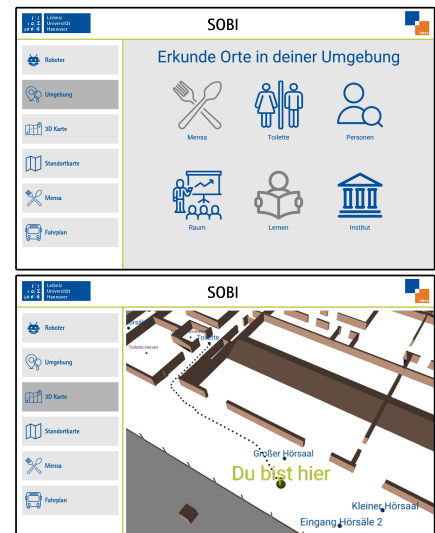 Leibniz
Universität
Hannover
SOBI
Roboter
Umgebung
3D Karte
Standortkarte
Mensa
Fahrplan
Erkunde Orte in deiner Umgebung
Mensa
Toilette
Personen
Raum
Lernen
Institut
Leibniz
Universität
Hannover
SOBI
Roboter
Umgebung
3D Karte
Standortkarte
Mensa
Fahrplan
Toilette
Toilette-Herren
Großer Hörsaal
Du bist hier
Kleiner Hörsaal
Eingang Hörsäle 2